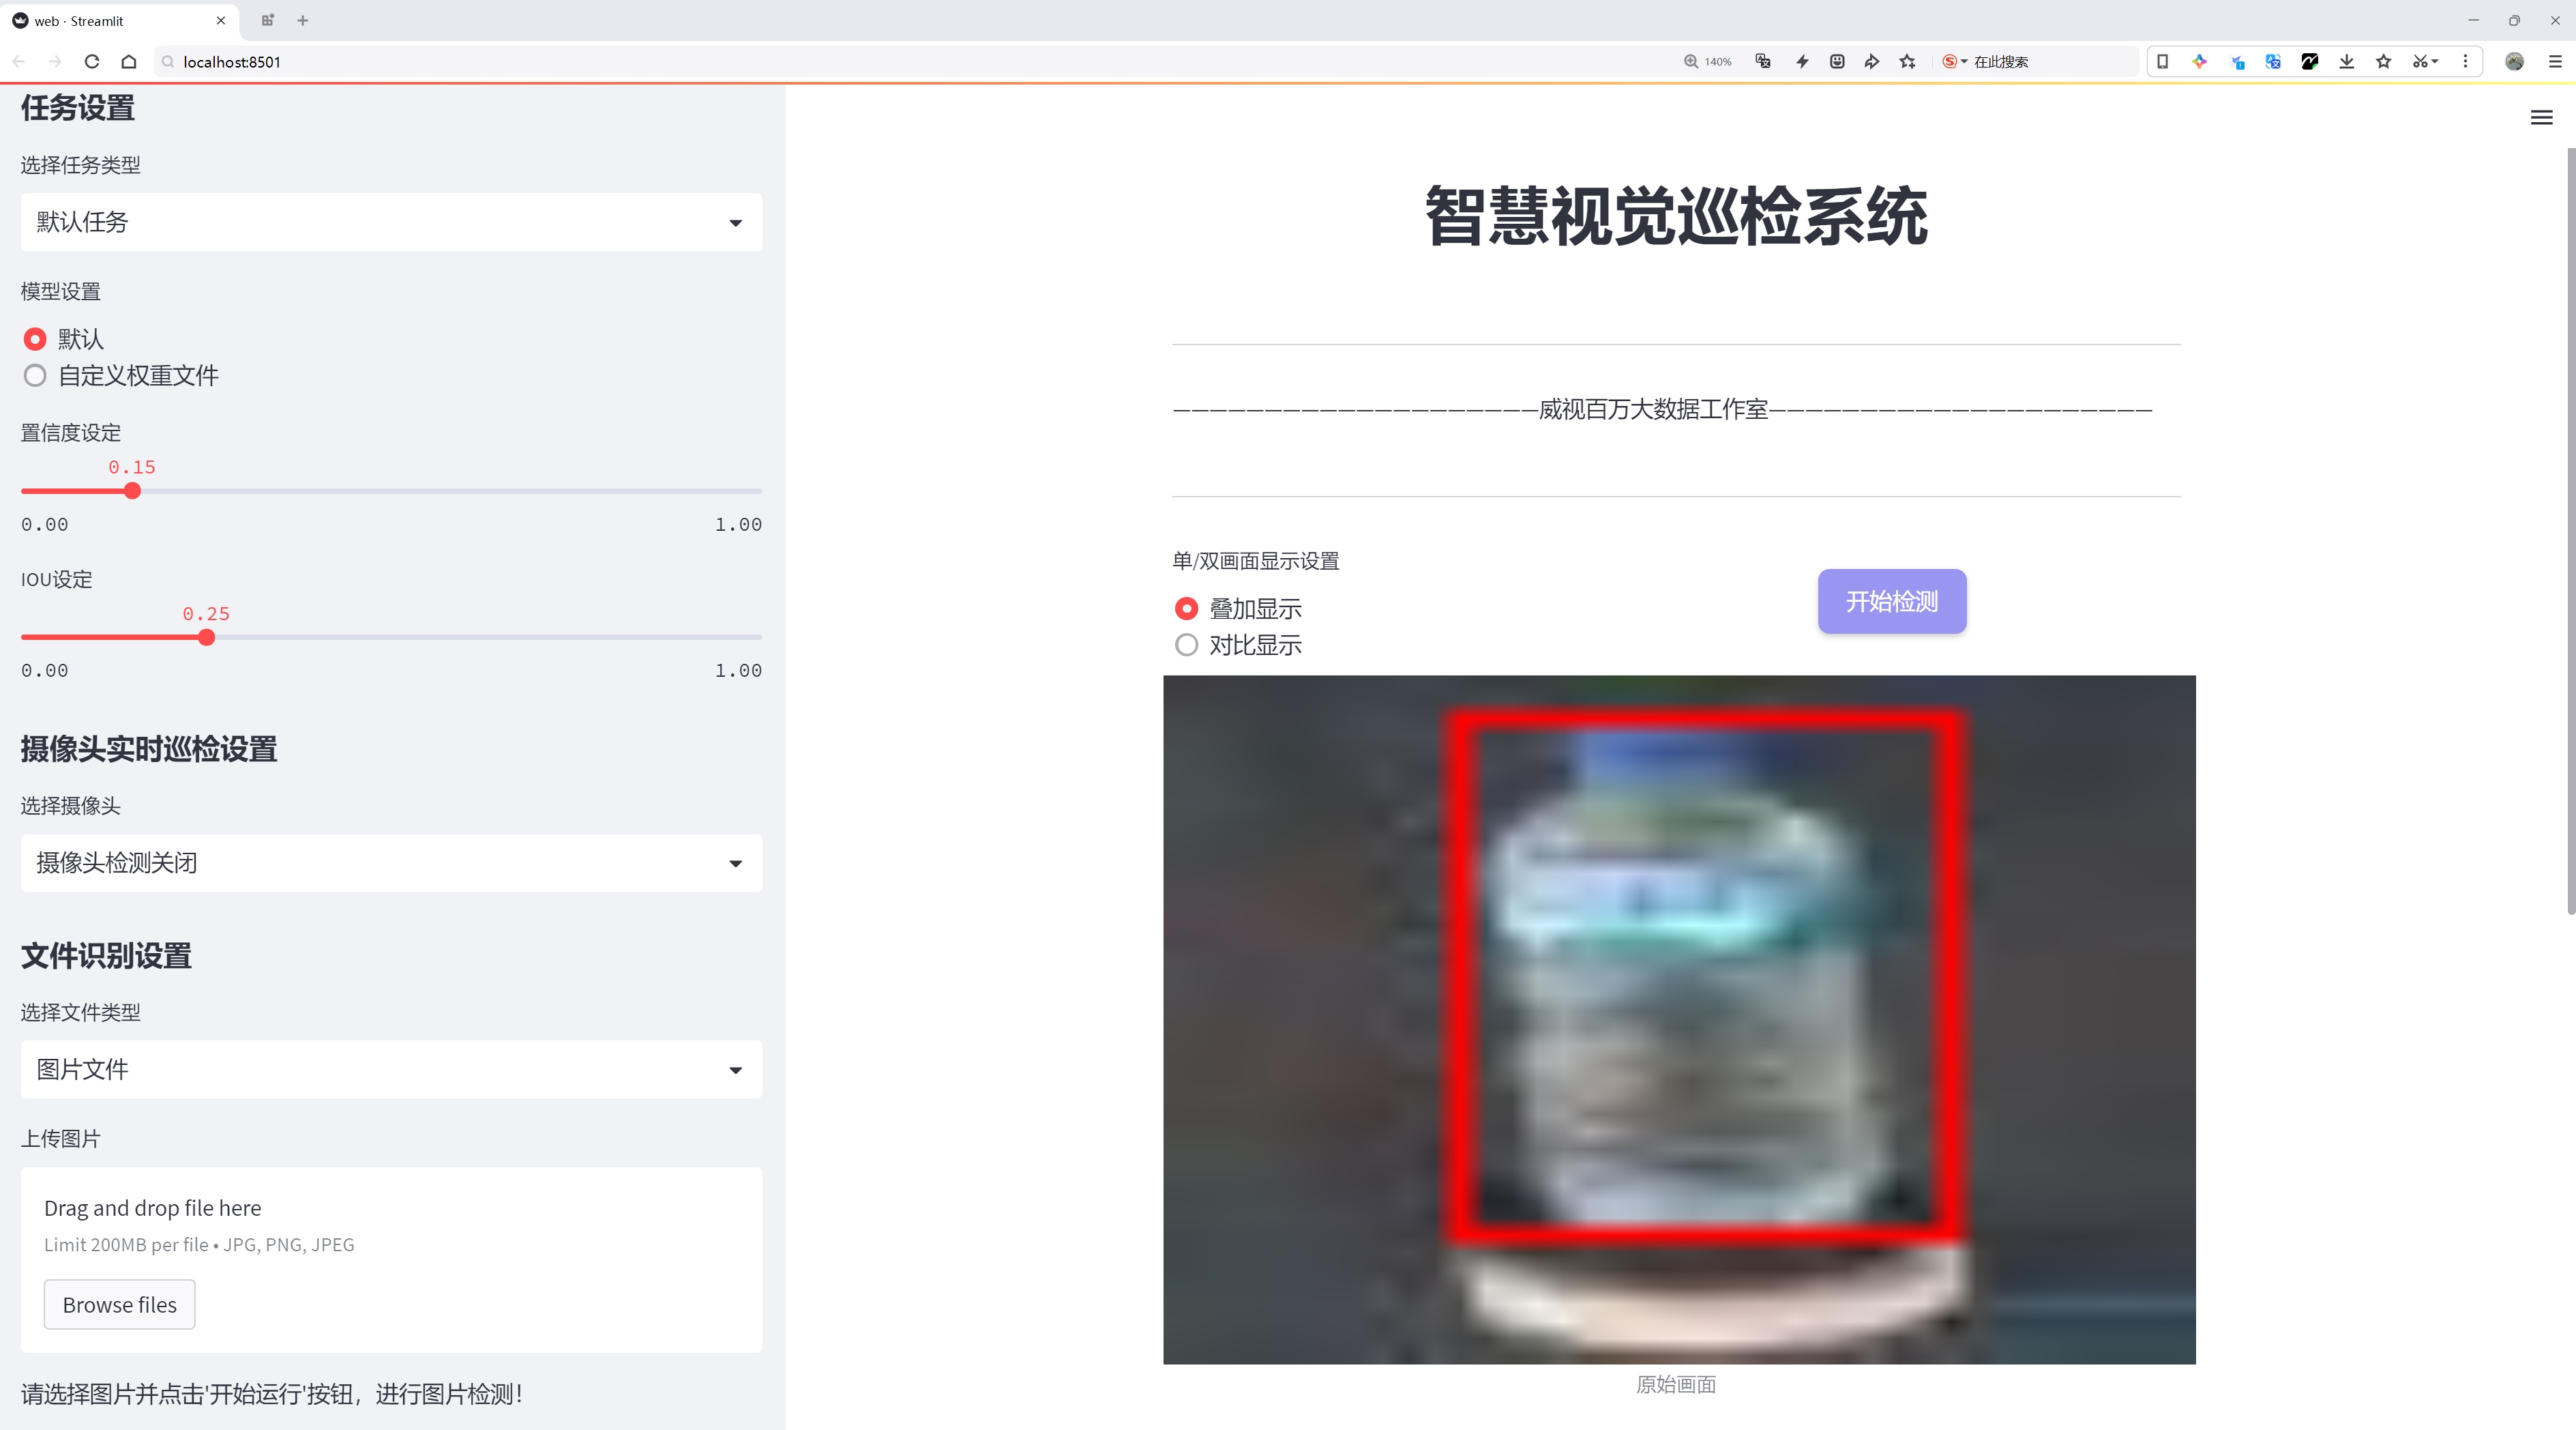 web · Streamlit
localhost:8501
140%
在此搜索
任务设置
选择任务类型
默认任务
模型设置
默认
自定义权重文件
置信度设定
0.15
0.00 1.00
IOU设定
0.25
0.00 1.00
摄像头实时巡检设置
选择摄像头
摄像头检测关闭
文件识别设置
选择文件类型
图片文件
上传图片
Drag and drop file here
Limit 200MB per file • JPG, PNG, JPEG
Browse files
请选择图片并点击'开始运行'按钮，进行图片检测！
智慧视觉巡检系统
————————————————————威视百万大数据工作室—————————————————————
单/双画面显示设置
叠加显示
对比显示
开始检测
原始画面